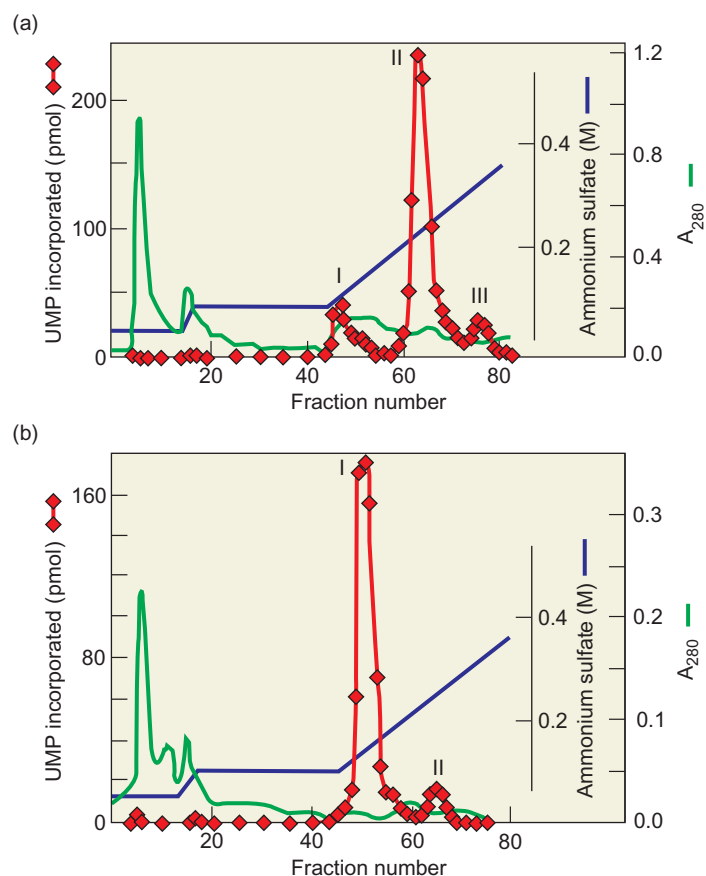 (a)
UMP incorporated (pmol)
200
100
0
I
II
III
20
40
60
80
Fraction number
0.4
0.2
Ammonium sulfate (M)
1.2
0.8
0.4
0.0
A280
(b)
UMP incorporated (pmol)
160
80
0
I
II
20
40
60
80
Fraction number
0.4
0.2
Ammonium sulfate (M)
0.3
0.2
0.1
0.0
A280